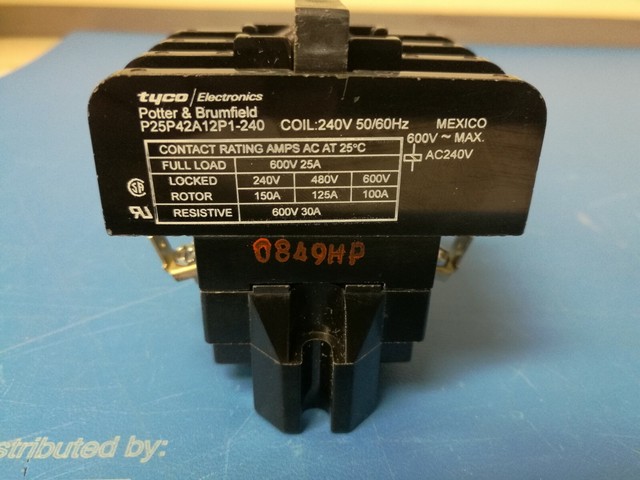 tyco / Electronics
Potter & Brumfield
P25P42A12P1-240 COIL:240V 50/60Hz MEXICO
600V ~ MAX.
AC240V
CONTACT RATING AMPS AC AT 25°C
FULL LOAD 600V 25A
LOCKED 240V 480V 600V
ROTOR 150A 125A 100A
RESISTIVE 600V 30A
0849HP
stributed by: